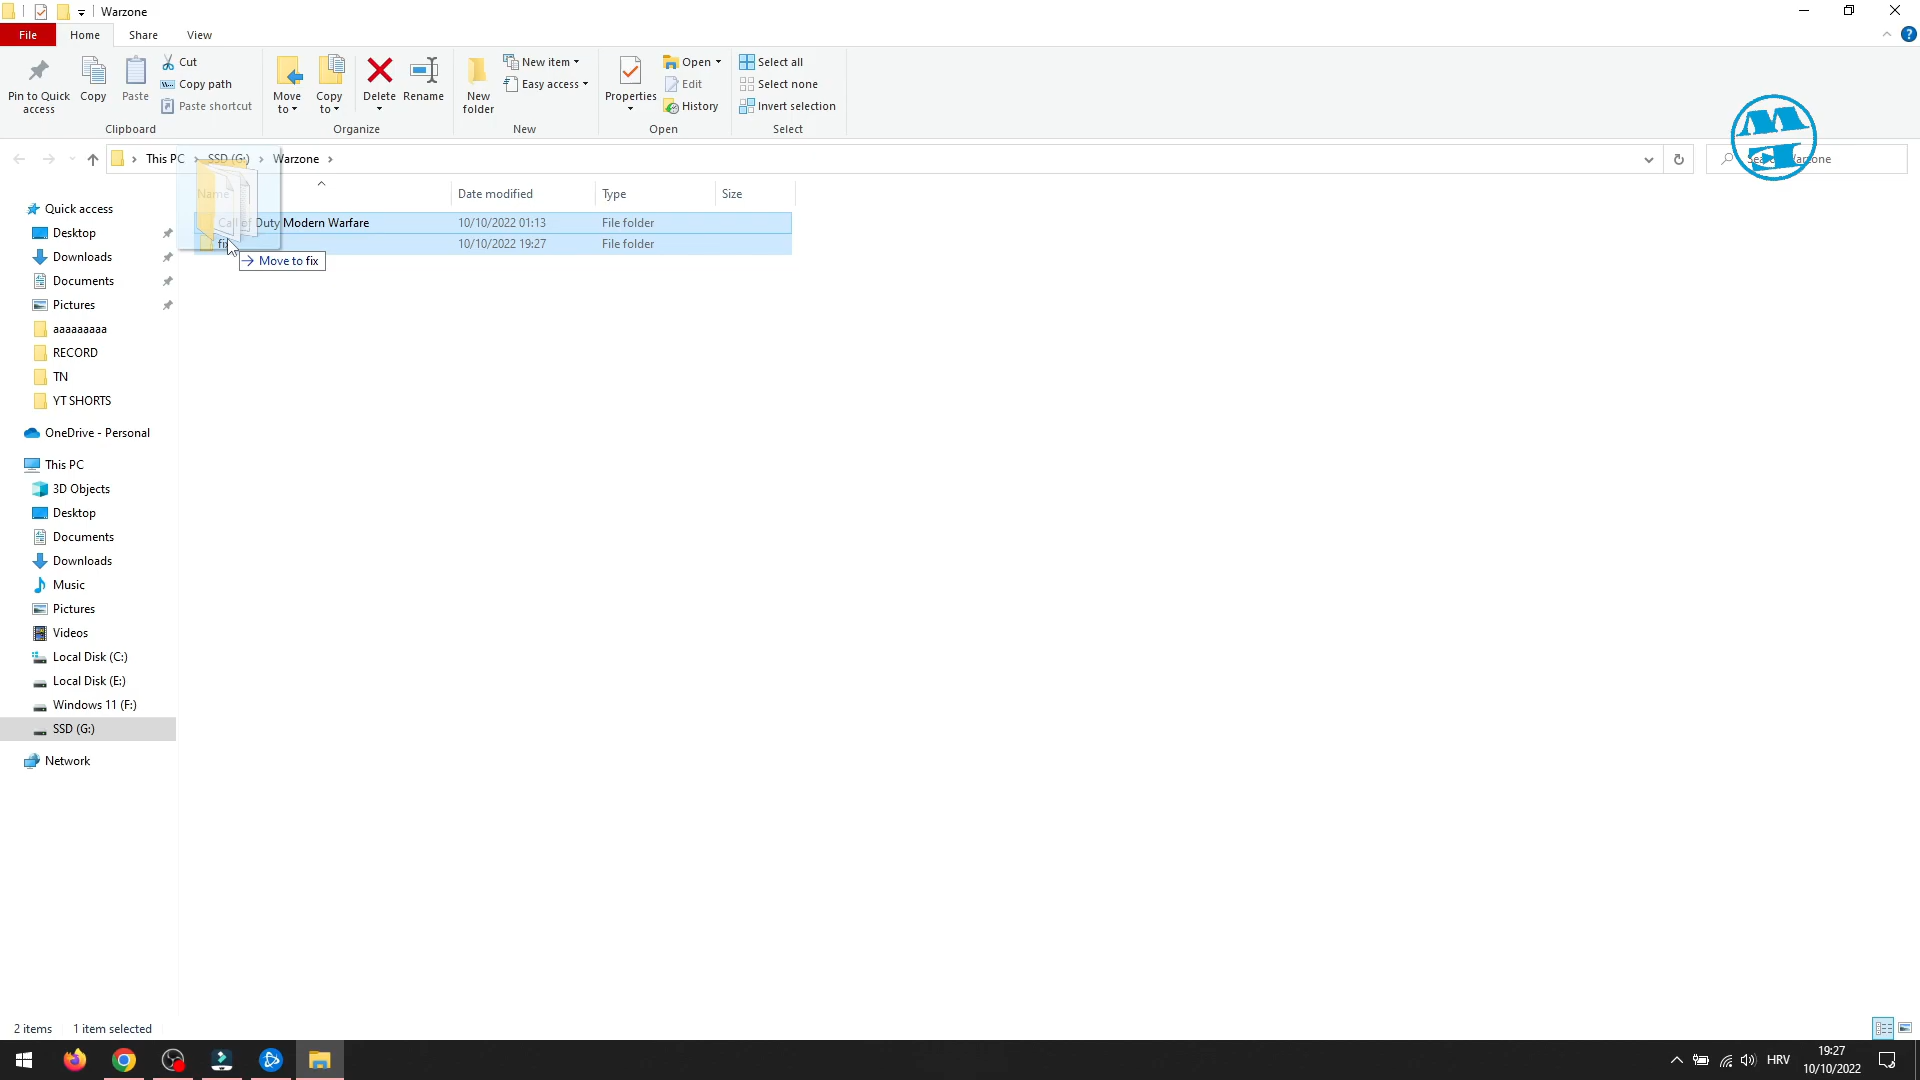 Warzone
File
Home
Share
View
Pin to Quick
access
Copy
Paste
Cut
Copy path
Paste shortcut
Clipboard
Move
to
Copy
to
Delete
Rename
Organize
New
folder
New item
Easy access
New
Properties
Open
Edit
History
Open
Select all
Select none
Invert selection
Select
This PC
SSD (G:)
Warzone
Name
Date modified
Type
Size
Call of Duty Modern Warfare
10/10/2022 01:13
File folder
fix
10/10/2022 19:27
File folder
Move to fix
Quick access
Desktop
Downloads
Documents
Pictures
aaaaaaaaa
RECORD
TN
YT SHORTS
OneDrive - Personal
This PC
3D Objects
Desktop
Documents
Downloads
Music
Pictures
Videos
Local Disk (C:)
Local Disk (E:)
Windows 11 (F:)
SSD (G:)
Network
2 items
1 item selected
HRV
19:27
10/10/2022